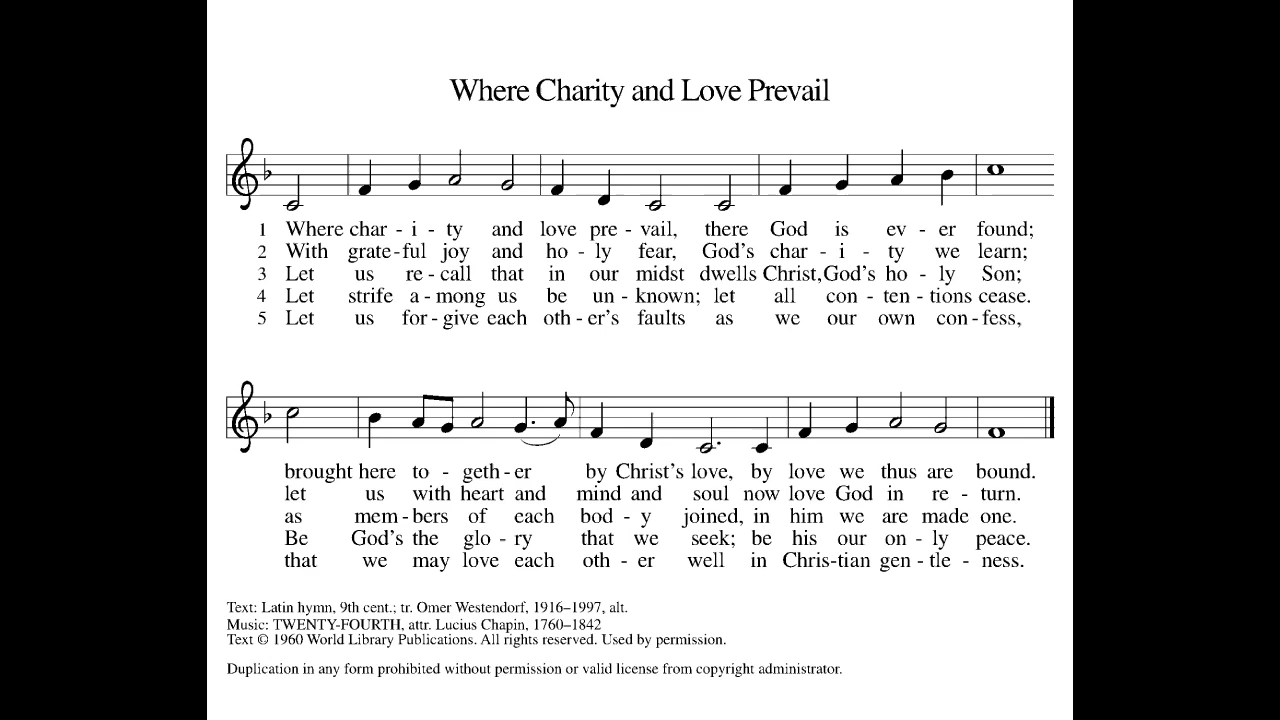 Where Charity and Love Prevail
1 Where char - i - ty and love pre - vail, there God is ev - er found;
2 With grate - ful joy and ho - ly fear, God's char - i - ty we learn;
3 Let us re - call that in our midst dwells Christ, God's ho - ly Son;
4 Let strife a - mong us be un - known; let all con - ten - tions cease.
5 Let us for - give each oth - er's faults as we our own con - fess,
brought here to - geth - er by Christ's love, by love we thus are bound.
let us with heart and mind and soul now love God in re - turn.
as mem - bers of each bod - y joined, in him we are made one.
Be God's the glo - ry that we seek; be his our on - ly peace.
that we may love each oth - er well in Chris - tian gen - tle - ness.
Text: Latin hymn, 9th cent.; tr. Omer Westendorf, 1916–1997, alt.
Music: TWENTY-FOURTH, attr. Lucius Chapin, 1760–1842
Text © 1960 World Library Publications. All rights reserved. Used by permission.
Duplication in any form prohibited without permission or valid license from copyright administrator.